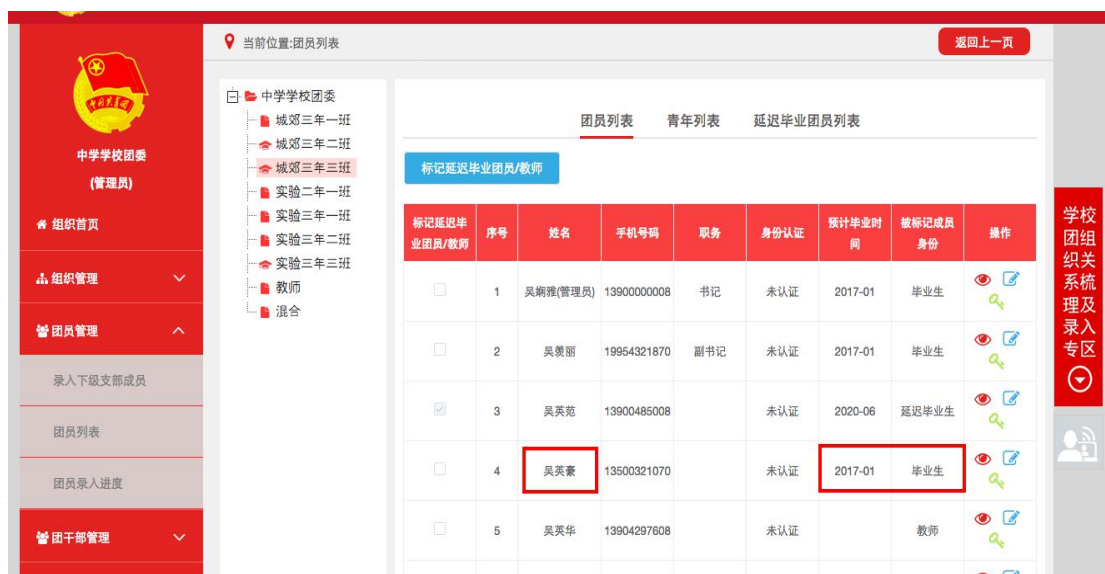 当前位置:团员列表
返回上一页
中学学校团委
(管理员)
组织首页
组织管理
团员管理
录入下级支部成员
团员列表
团员录入进度
团干部管理
中学学校团委
城郊三年一班
城郊三年二班
城郊三年三班
实验二年一班
实验三年一班
实验三年二班
实验三年三班
教师
混合
团员列表 青年列表 延迟毕业团员列表
标记延迟毕业团员/教师
标记延迟毕业团员/教师 序号 姓名 手机号码 职务 身份认证 预计毕业时间 被标记成员身份 操作
1 吴娴雅(管理员) 13900000008 书记 未认证 2017-01 毕业生
2 吴羡丽 19954321870 副书记 未认证 2017-01 毕业生
3 吴英范 13900485008 未认证 2020-06 延迟毕业生
4 吴英豪 13500321070 未认证 2017-01 毕业生
5 吴英华 13904297608 未认证 教师
学校
团组
织关
系梳
理及
录入
专区